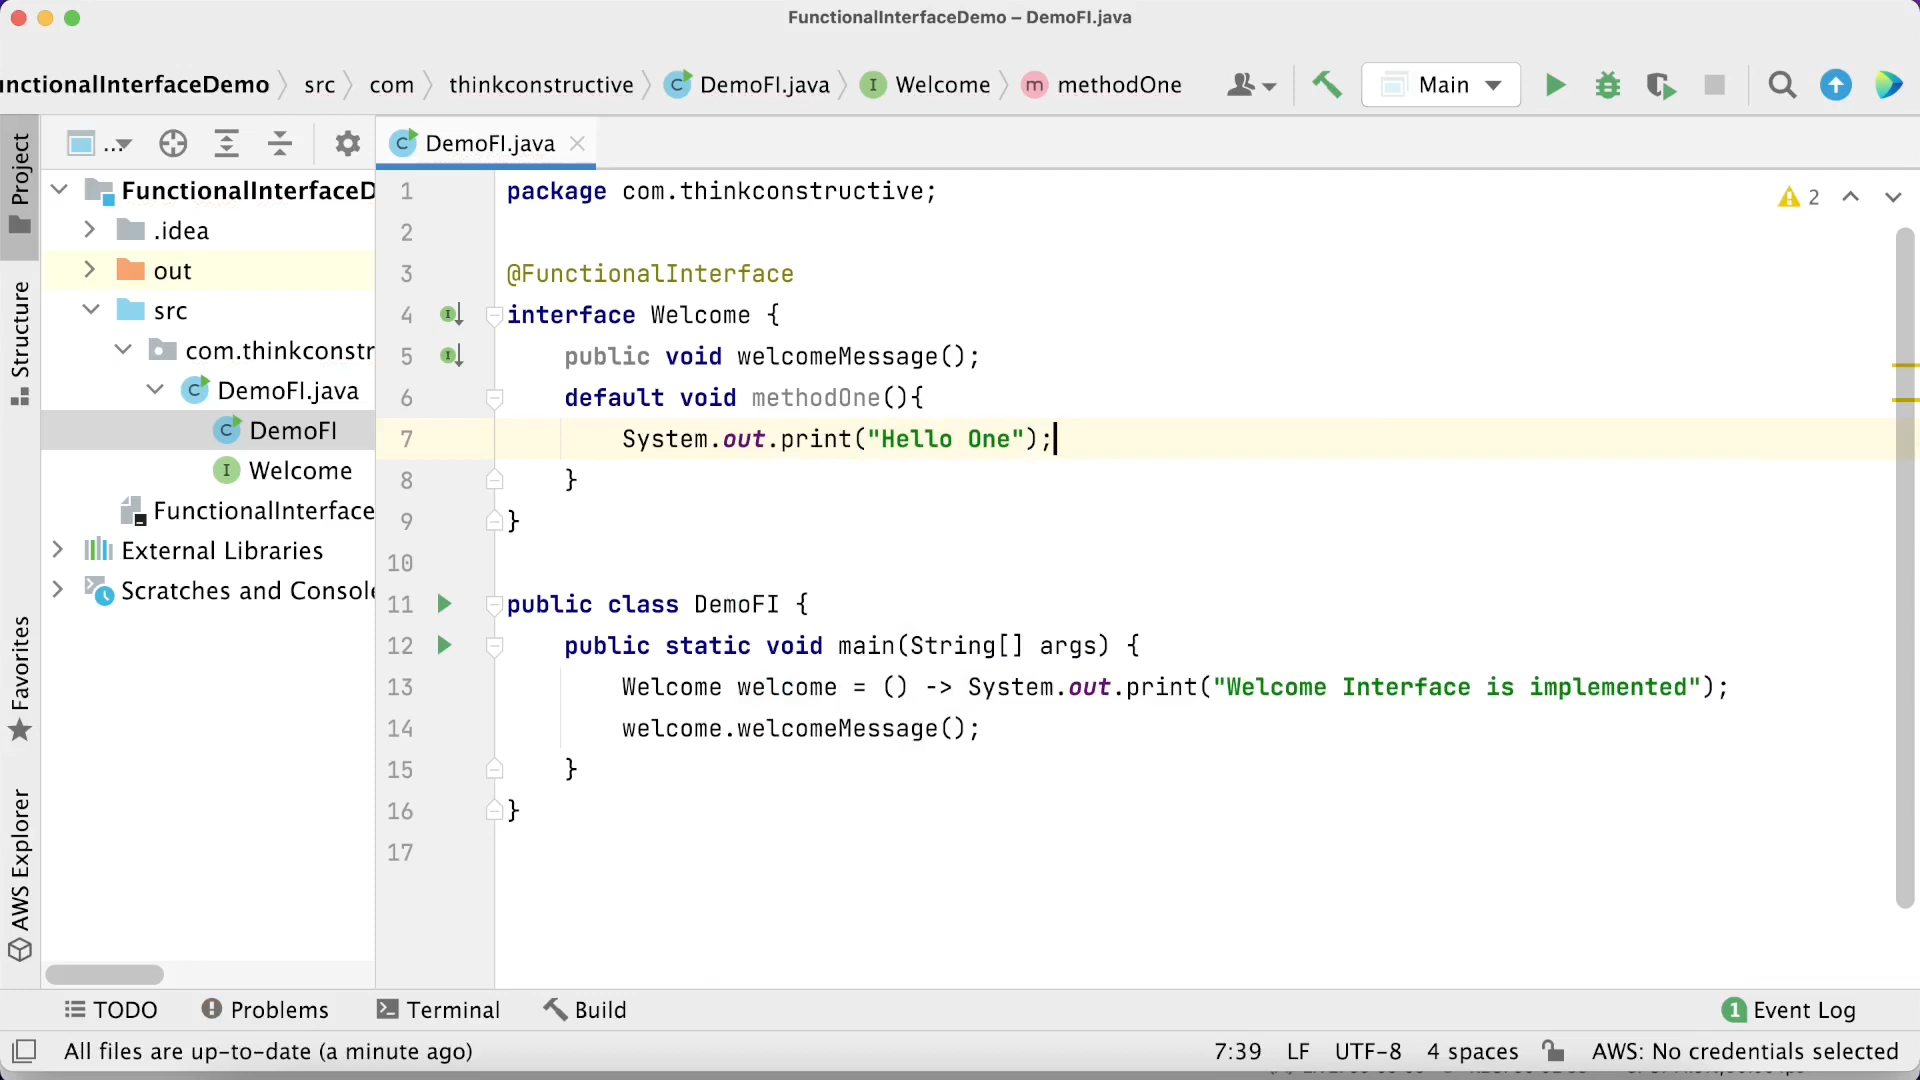 FunctionalInterfaceDemo – DemoFI.java
unctionalInterfaceDemo src com thinkconstructive DemoFI.java Welcome methodOne Main
Project
Structure
Favorites
AWS Explorer
...
FunctionalInterfaceD
.idea
out
src
com.thinkconstr
DemoFI.java
DemoFI
Welcome
FunctionalInterface
External Libraries
Scratches and Consol
DemoFI.java
2
1 package com.thinkconstructive;
2
3 @FunctionalInterface
4 interface Welcome {
5 public void welcomeMessage();
6 default void methodOne(){
7 System.out.print("Hello One");
8 }
9 }
10
11 public class DemoFI {
12 public static void main(String[] args) {
13 Welcome welcome = () -> System.out.print("Welcome Interface is implemented");
14 welcome.welcomeMessage();
15 }
16 }
17
TODO Problems Terminal Build 1 Event Log
All files are up-to-date (a minute ago) 7:39 LF UTF-8 4 spaces AWS: No credentials selected